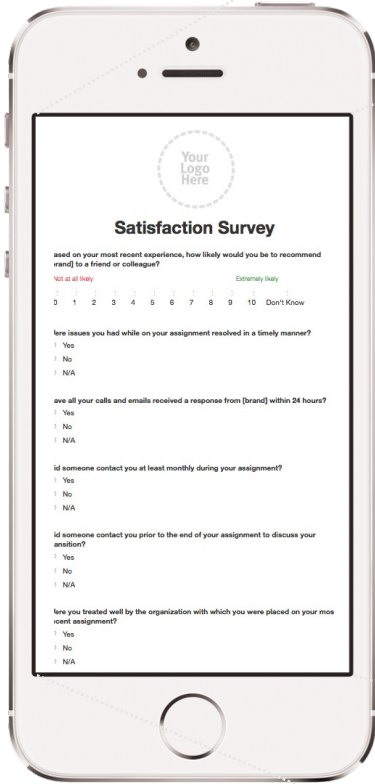 Your
Logo
Here
Satisfaction Survey
ased on your most recent experience, how likely would you be to recommend
rand] to a friend or colleague?
Not at all likely Extremely likely
0 1 2 3 4 5 6 7 8 9 10 Don't Know
ere issues you had while on your assignment resolved in a timely manner?
Yes
No
N/A
ave all your calls and emails received a response from [brand] within 24 hours?
Yes
No
N/A
id someone contact you at least monthly during your assignment?
Yes
No
N/A
id someone contact you prior to the end of your assignment to discuss your
ansition?
Yes
No
N/A
ere you treated well by the organization with which you were placed on your mos
cent assignment?
Yes
No
N/A